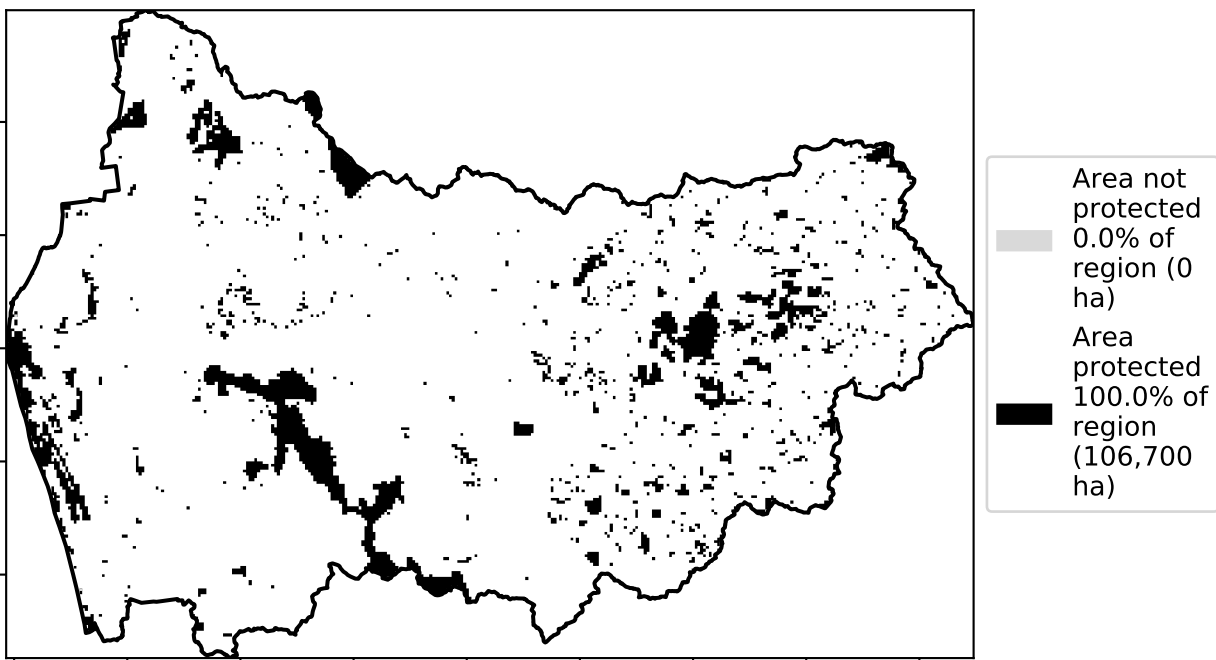 Area not
protected
0.0% of
region (0
ha)
Area
protected
100.0% of
region
(106,700
ha)